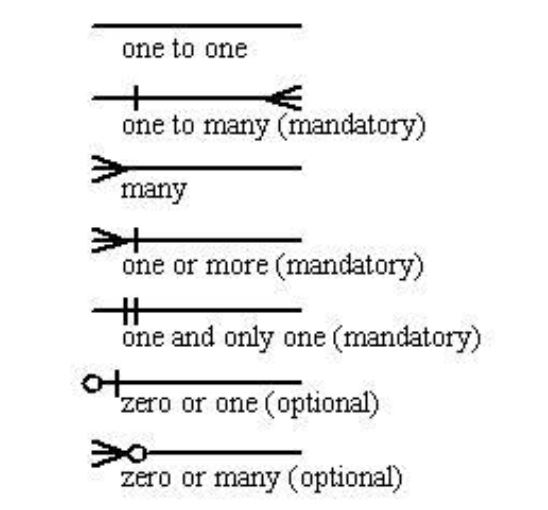 one to one
one to many (mandatory)
many
one or more (mandatory)
one and only one (mandatory)
zero or one (optional)
zero or many (optional)